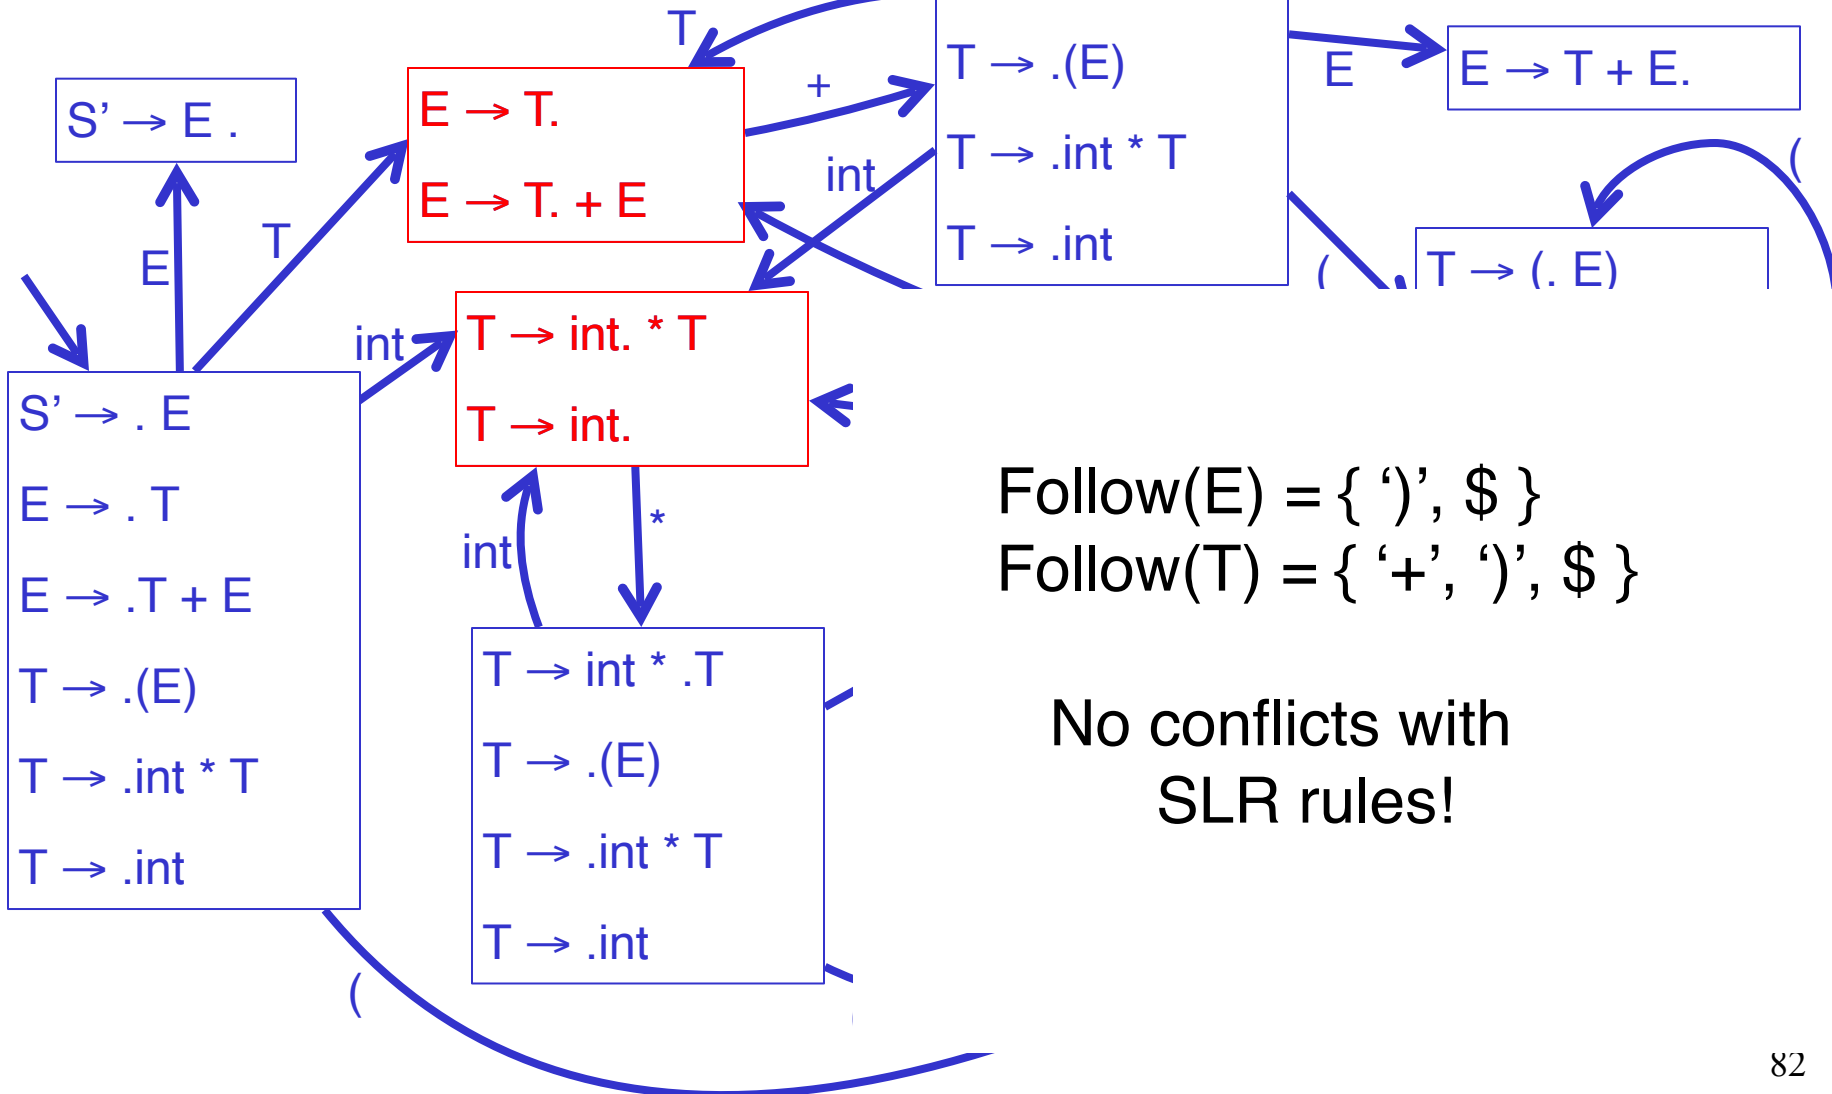 S’ → E .
E → T.
E → T. + E
T → .(E)
T → .int * T
T → .int
E → T + E.
T → (. E)
T → int. * T
T → int.
S’ → . E
E → . T
E → .T + E
T → .(E)
T → .int * T
T → .int
T → int * .T
T → .(E)
T → .int * T
T → .int
T
+
E
(
int
(
E
T
int
int
*
(
Follow(E) = { ‘)’, $ }
Follow(T) = { ‘+’, ‘)’, $ }
No conflicts with
SLR rules!
82